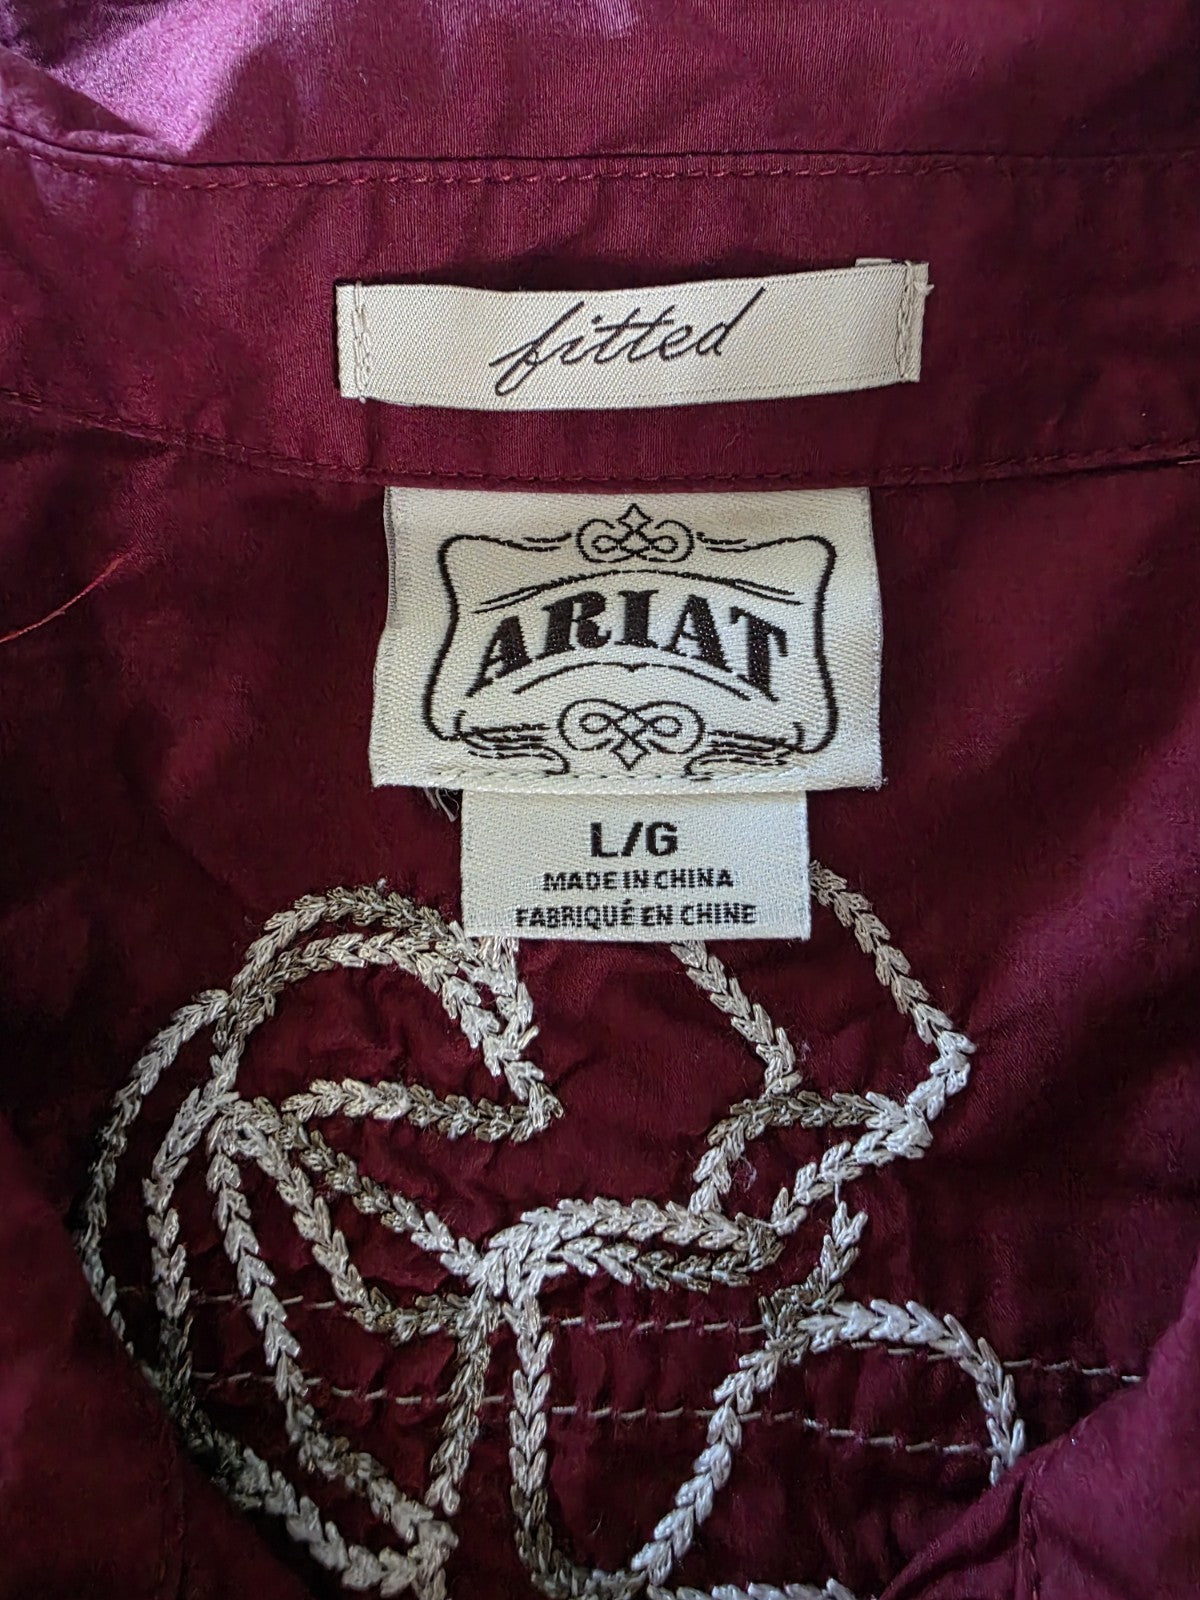 fitted
ARIAT
L/G
MADE IN CHINA
FABRIQUÉ EN CHINE